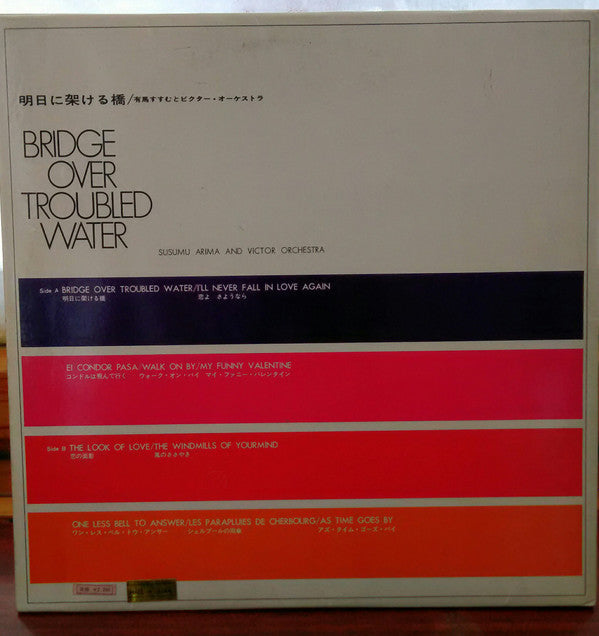 明日に架ける橋/有馬すすむとビクター・オーケストラ
BRIDGE
OVER
TROUBLED
WATER
SUSUMU ARIMA AND VICTOR ORCHESTRA
Side A BRIDGE OVER TROUBLED WATER/I'LL NEVER FALL IN LOVE AGAIN
明日に架ける橋 恋よ さようなら
EI CONDOR PASA WALK ON BY/MY FUNNY VALENTINE
コンドルは飛んで行く ウォーク・オン・バイ マイ・ファニー・バレンタイン
Side B THE LOOK OF LOVE/THE WINDMILLS OF YOURMIND
恋の面影 風のささやき
ONE LESS BELL TO ANSWER/LES PARAPLUIES DE CHERBOURG/AS TIME GOES BY
ワン・レス・ベル・トウ・アンサー シェルブールの雨傘 アズ・タイム・ゴーズ・バイ